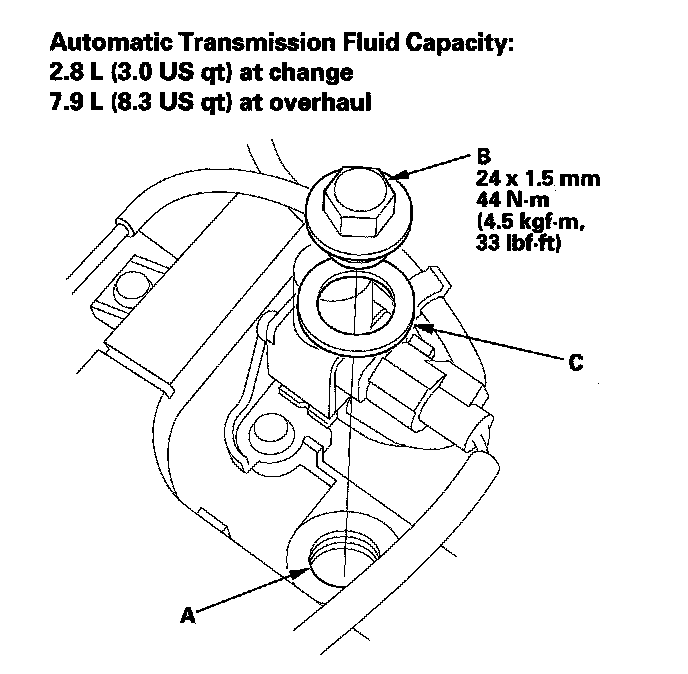 Automatic Transmission Fluid Capacity:
2.8 L (3.0 US qt) at change
7.9 L (8.3 US qt) at overhaul
B
24 x 1.5 mm
44 N·m
(4.5 kgf·m,
33 lbf·ft)
C
A